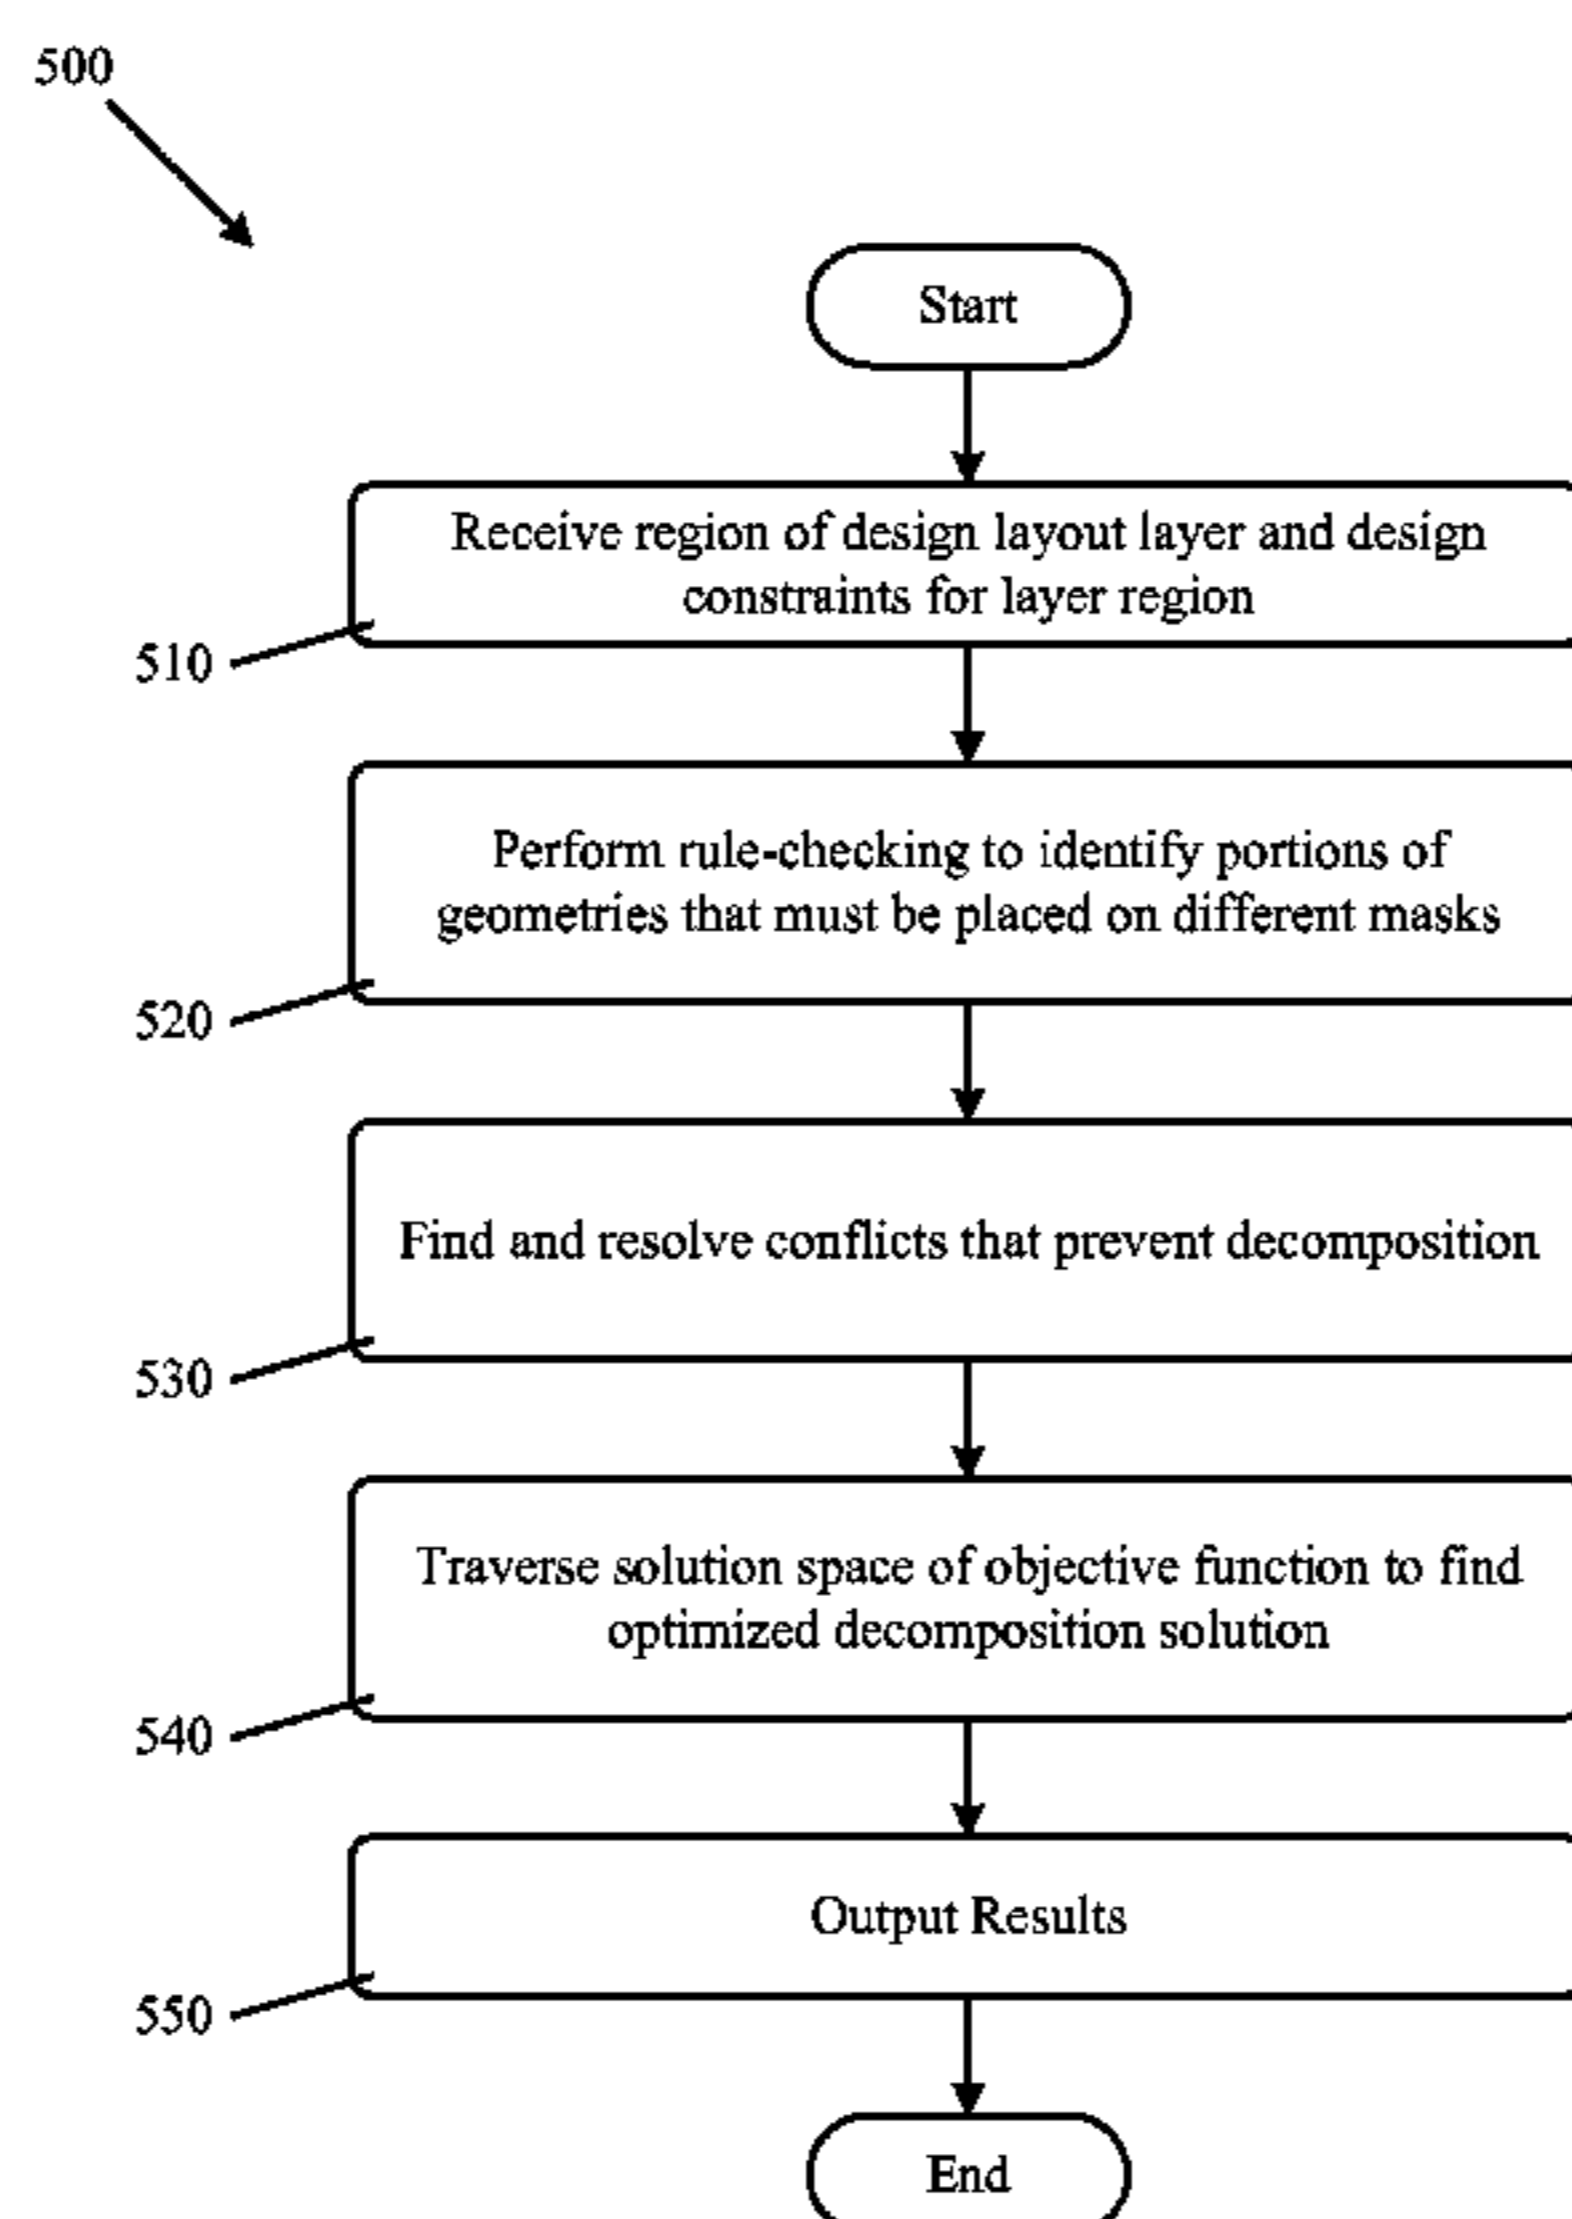 500
Start
Receive region of design layout layer and design
constraints for layer region
510
Perform rule-checking to identify portions of
geometries that must be placed on different masks
520
Find and resolve conflicts that prevent decomposition
530
Traverse solution space of objective function to find
optimized decomposition solution
540
Output Results
550
End